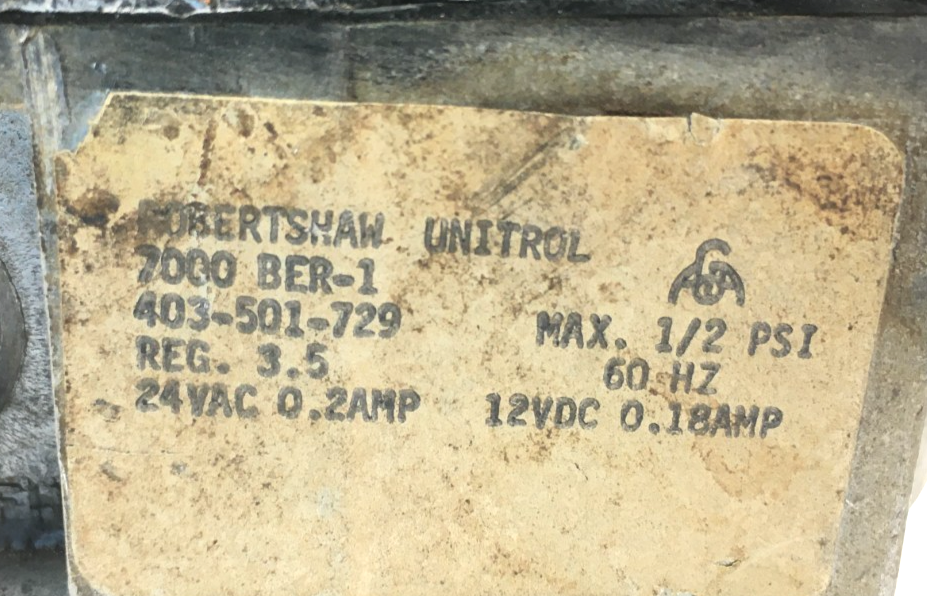 ROBERTSHAW UNITROL
7000 BER-1
403-501-729
REG. 3.5
24VAC 0.2AMP
MAX. 1/2 PSI
60 HZ
12VDC 0.18AMP